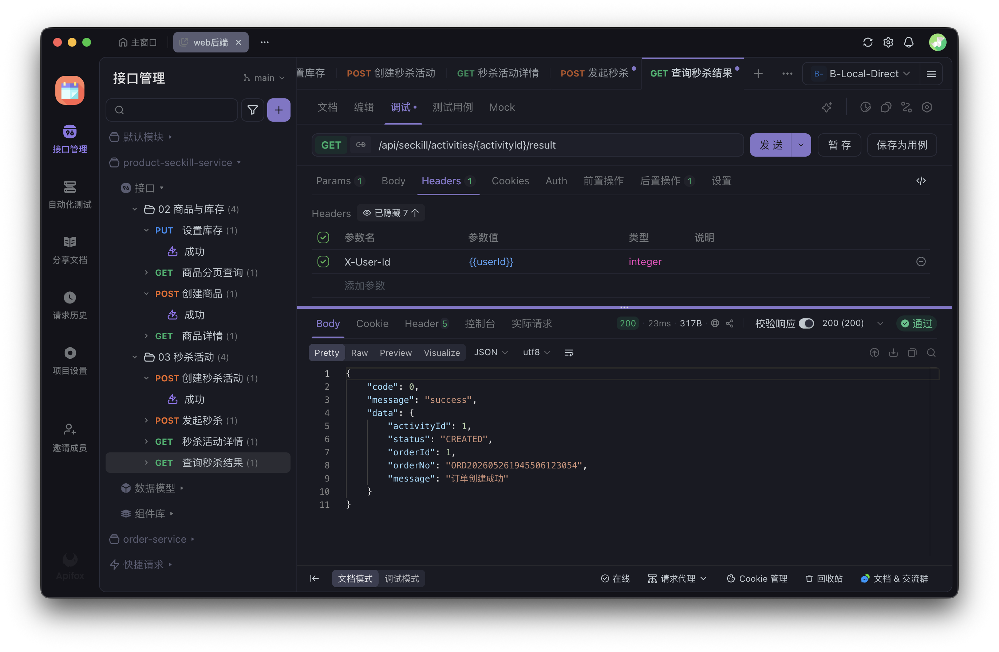 主窗口
web后端
接口管理
自动化测试
分享文档
请求历史
项目设置
邀请成员
Apifox
接口管理
main
默认模块
product-seckill-service
接口
02 商品与库存 (4)
PUT 设置库存 (1)
成功
GET 商品分页查询 (1)
POST 创建商品 (1)
成功
GET 商品详情 (1)
03 秒杀活动 (4)
POST 创建秒杀活动 (1)
成功
POST 发起秒杀 (1)
GET 秒杀活动详情 (1)
GET 查询秒杀结果 (1)
数据模型
组件库
order-service
快捷请求
置库存
POST 创建秒杀活动
GET 秒杀活动详情
POST 发起秒杀
GET 查询秒杀结果
B- B-Local-Direct
文档 编辑 调试 测试用例 Mock
GET /api/seckill/activities/{activityId}/result
发 送
暂 存
保存为用例
Params 1 Body Headers 1 Cookies Auth 前置操作 后置操作 1 设置
Headers 已隐藏 7 个
参数名 参数值 类型 说明
X-User-Id {{userId}} integer
添加参数
Body Cookie Header 5 控制台 实际请求
200 23ms 317B 校验响应 200 (200) 通过
Pretty Raw Preview Visualize JSON utf8
1 {
2 "code": 0,
3 "message": "success",
4 "data": {
5 "activityId": 1,
6 "status": "CREATED",
7 "orderId": 1,
8 "orderNo": "ORD202605261945506123054",
9 "message": "订单创建成功"
10 }
11 }
文档模式 调试模式
在线 请求代理 Cookie 管理 回收站 文档 & 交流群